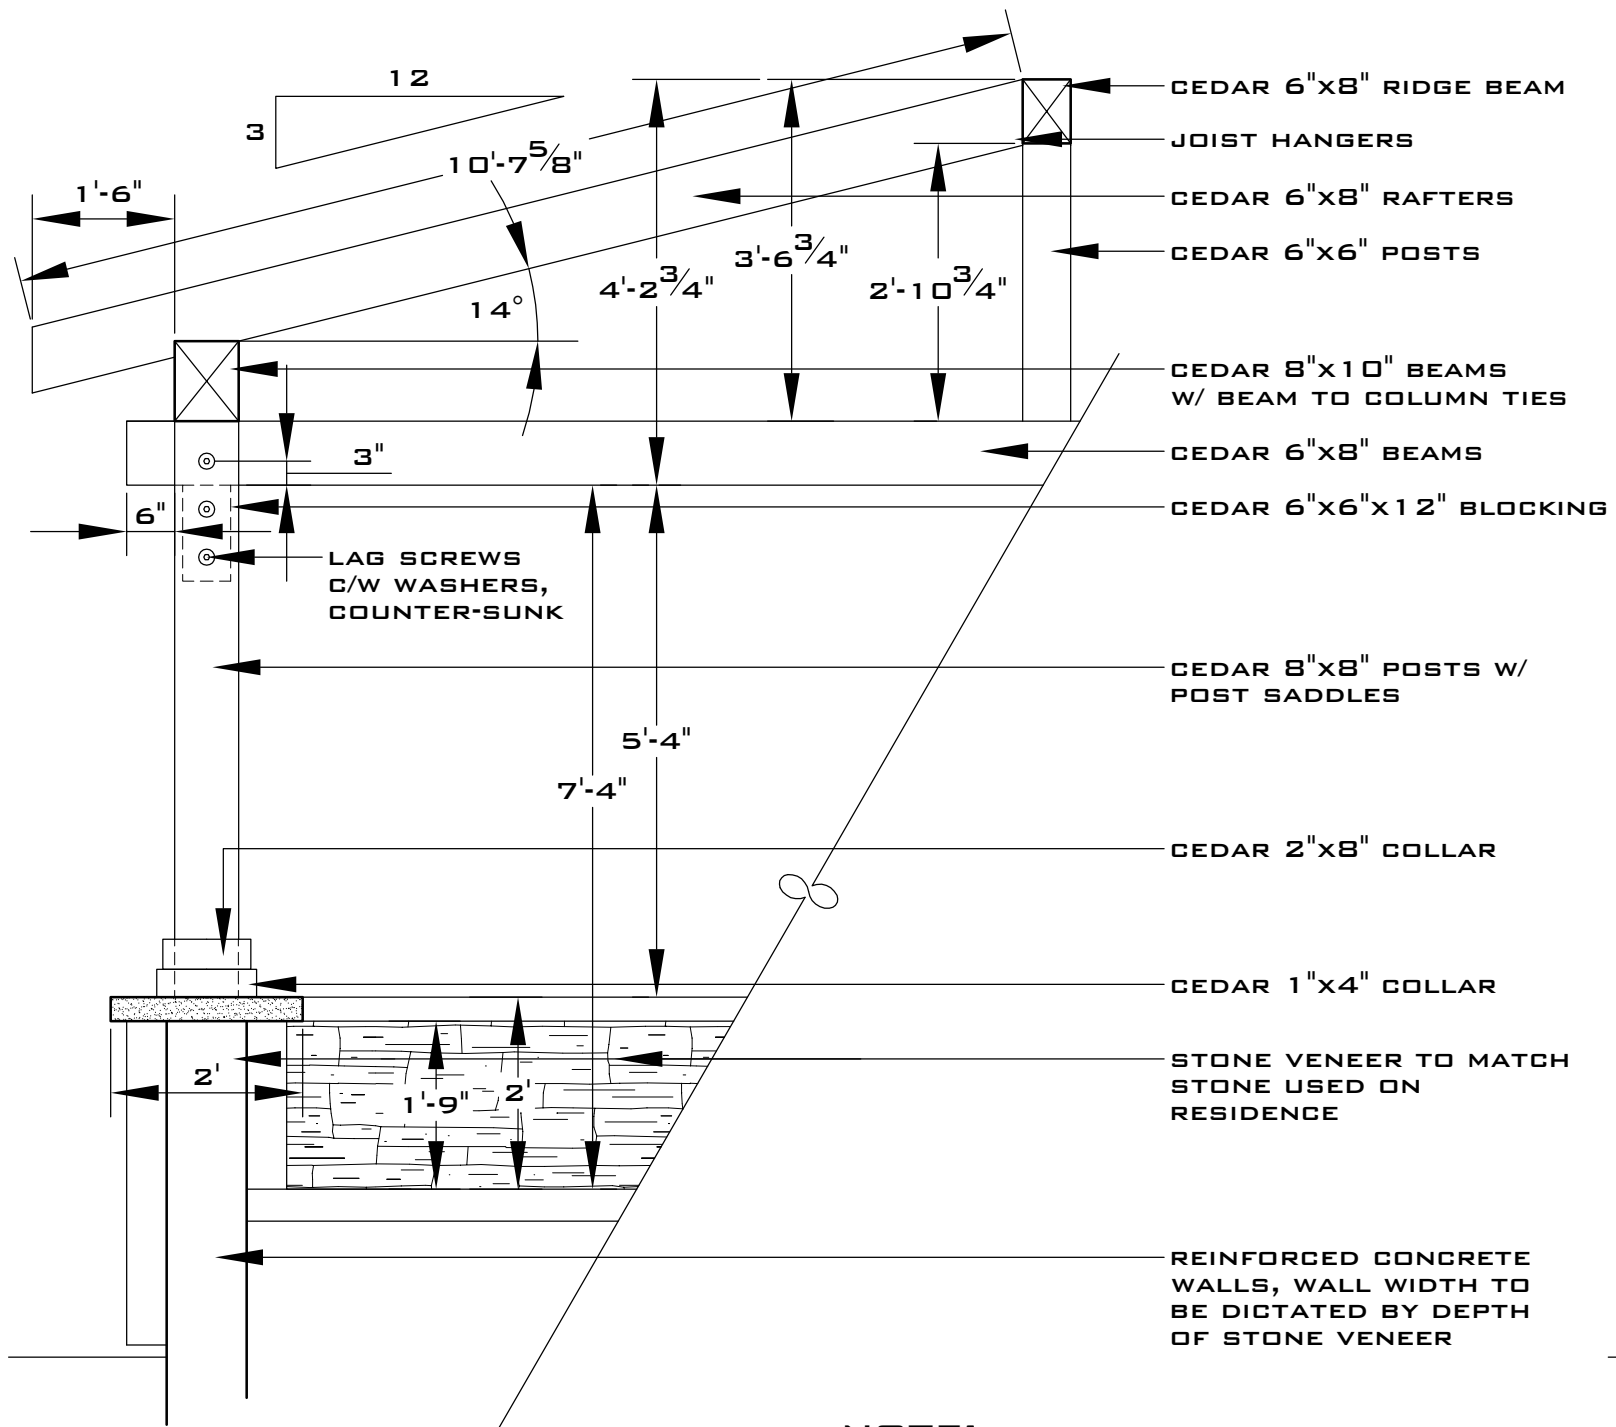 12
3
10'-7 5/8"
1'-6"
14°
4'-2 3/4"
3'-6 3/4"
2'-10 3/4"
3"
6"
LAG SCREWS
C/W WASHERS,
COUNTER-SUNK
5'-4"
7'-4"
2'
1'-9"
2'
CEDAR 6"X8" RIDGE BEAM
JOIST HANGERS
CEDAR 6"X8" RAFTERS
CEDAR 6"X6" POSTS
CEDAR 8"X10" BEAMS
W/ BEAM TO COLUMN TIES
CEDAR 6"X8" BEAMS
CEDAR 6"X6"X12" BLOCKING
CEDAR 8"X8" POSTS W/
POST SADDLES
CEDAR 2"X8" COLLAR
CEDAR 1"X4" COLLAR
STONE VENEER TO MATCH
STONE USED ON
RESIDENCE
REINFORCED CONCRETE
WALLS, WALL WIDTH TO
BE DICTATED BY DEPTH
OF STONE VENEER